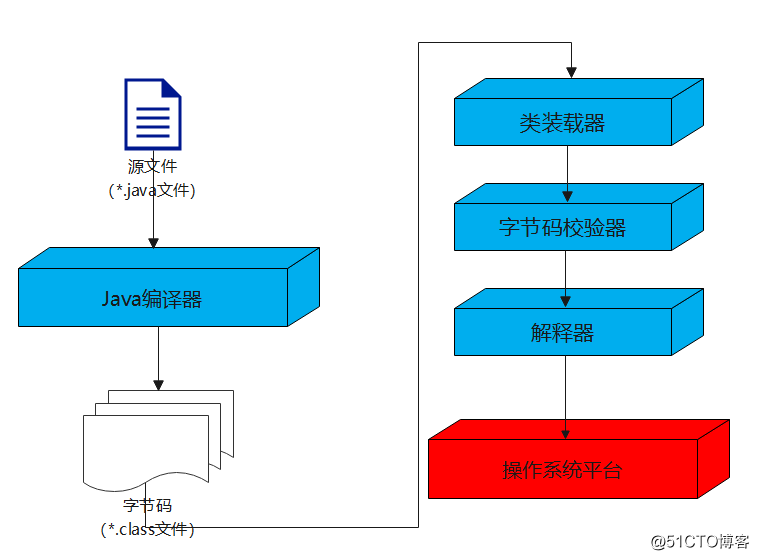 源文件
(*.java文件)
Java编译器
字节码
(*.class文件)
类装载器
字节码校验器
解释器
操作系统平台
@51CTO博客